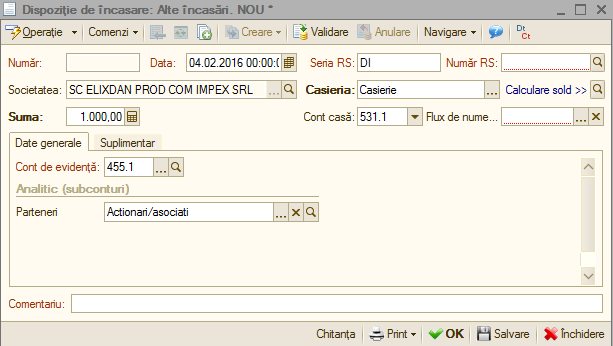 Dispoziţie de încasare: Alte încasări. NOU *
Operaţie Comenzi Creare Validare Anulare Navigare Dt Ct
Număr: Data: 04.02.2016 00:00:0 Seria RS: DI Număr RS:
Societatea: SC ELIXDAN PROD COM IMPEX SRL ... Casieria: Casierie ... Calculare sold >>
Suma: 1.000,00 Cont casă: 531.1 Flux de nume... ...
Date generale Suplimentar
Cont de evidenţă: 455.1 ...
Analitic (subconturi)
Parteneri Actionari/asociati ...
Comentariu:
Chitanţa Print OK Salvare Închidere